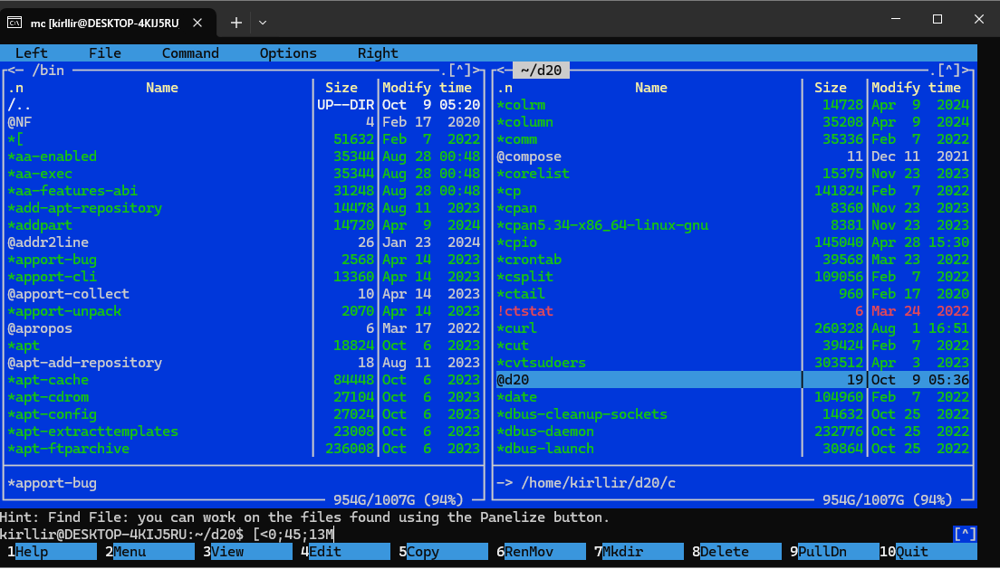 mc [kirllir@DESKTOP-4KIJ5RU
Left File Command Options Right
<- /bin .[^]> <- ~/d20 .[^]>
.n Name Size Modify time .n Name Size Modify time
/.. UP--DIR Oct 9 05:20 *colrm 14728 Apr 9 2024
@NF 4 Feb 17 2020 *column 35208 Apr 9 2024
*[ 51632 Feb 7 2022 *comm 35336 Feb 7 2022
*aa-enabled 35344 Aug 28 00:48 @compose 11 Dec 11 2021
*aa-exec 35344 Aug 28 00:48 *corelist 15375 Nov 23 2023
*aa-features-abi 31248 Aug 28 00:48 *cp 141824 Feb 7 2022
*add-apt-repository 14478 Aug 11 2023 *cpan 8360 Nov 23 2023
*addpart 14720 Apr 9 2024 *cpan5.34-x86_64-linux-gnu 8381 Nov 23 2023
@addr2line 26 Jan 23 2024 *cpio 145040 Apr 28 15:30
*apport-bug 2568 Apr 14 2023 *crontab 39568 Mar 23 2022
*apport-cli 13360 Apr 14 2023 *csplit 109056 Feb 7 2022
@apport-collect 10 Apr 14 2023 *ctail 960 Feb 17 2020
*apport-unpack 2070 Apr 14 2023 !ctstat 6 Mar 24 2022
@apropos 6 Mar 17 2022 *curl 260328 Aug 1 16:51
*apt 18824 Oct 6 2023 *cut 39424 Feb 7 2022
@apt-add-repository 18 Aug 11 2023 *cvtsudoers 303512 Apr 3 2023
*apt-cache 84448 Oct 6 2023 @d20 19 Oct 9 05:36
*apt-cdrom 27104 Oct 6 2023 *date 104960 Feb 7 2022
*apt-config 27024 Oct 6 2023 *dbus-cleanup-sockets 14632 Oct 25 2022
*apt-extracttemplates 23008 Oct 6 2023 *dbus-daemon 232776 Oct 25 2022
*apt-ftparchive 236008 Oct 6 2023 *dbus-launch 30864 Oct 25 2022
*apport-bug -> /home/kirllir/d20/c
954G/1007G (94%) 954G/1007G (94%)
Hint: Find File: you can work on the files found using the Panelize button.
kirllir@DESKTOP-4KIJ5RU:~/d20$ [<0;45;13M [^]
1Help 2Menu 3View 4Edit 5Copy 6RenMov 7Mkdir 8Delete 9PullDn 10Quit